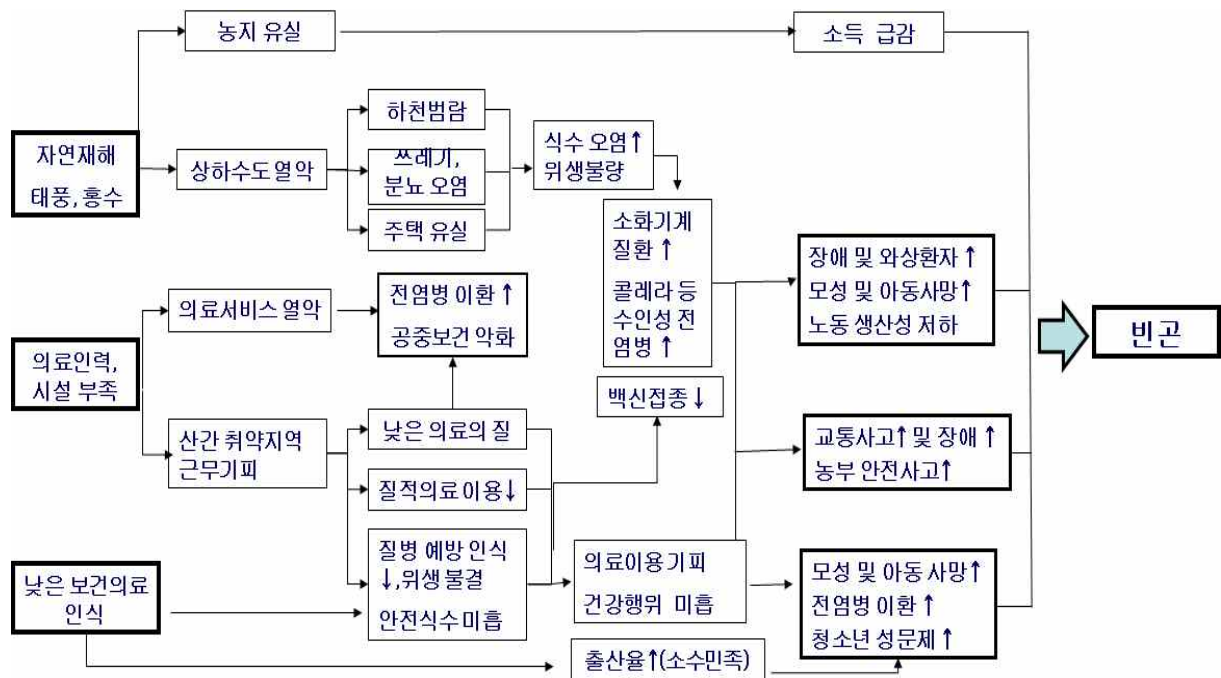 농지 유실
소득 급감
자연재해
태풍, 홍수
상하수도 열악
하천범람
쓰레기,
분뇨 오염
주택 유실
식수 오염↑
위생불량
소화기계
질환 ↑
콜레라 등
수인성 전
염병 ↑
장애 및 와상환자 ↑
모성 및 아동사망↑
노동 생산성 저하
빈곤
의료인력,
시설 부족
의료서비스 열악
전염병 이환 ↑
공중보건 악화
산간 취약지역
근무기피
낮은 의료의 질
질적의료 이용↓
백신접종 ↓
교통사고↑ 및 장애 ↑
농부 안전사고↑
낮은 보건의료
인식
질병 예방 인식
↓,위생 불결
안전식수 미흡
의료이용 기피
건강행위 미흡
모성 및 아동 사망↑
전염병 이환 ↑
청소년 성문제 ↑
출산율↑(소수민족)